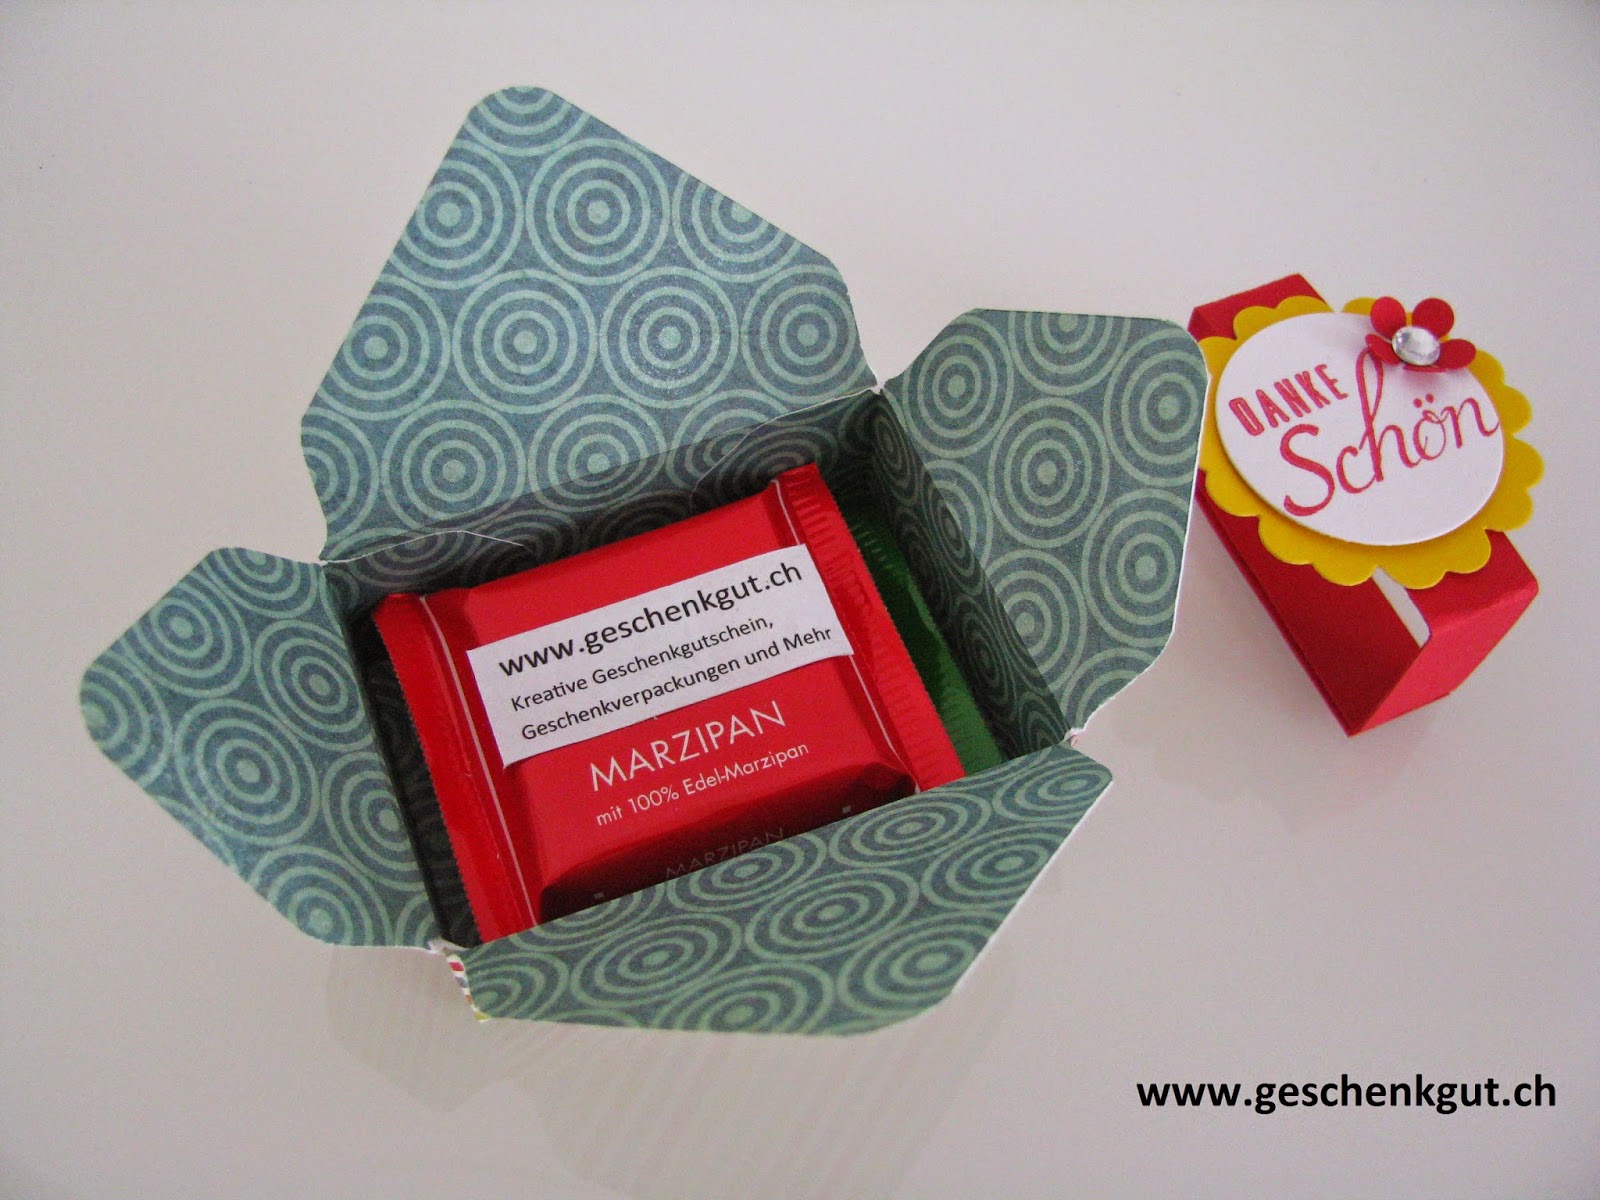 www.geschenkgut.ch
Kreative Geschenkgutschein,
Geschenkverpackungen und Mehr
MARZIPAN
mit 100% Edel-Marzipan
MARZIPAN
DANKE
Schön
www.geschenkgut.ch